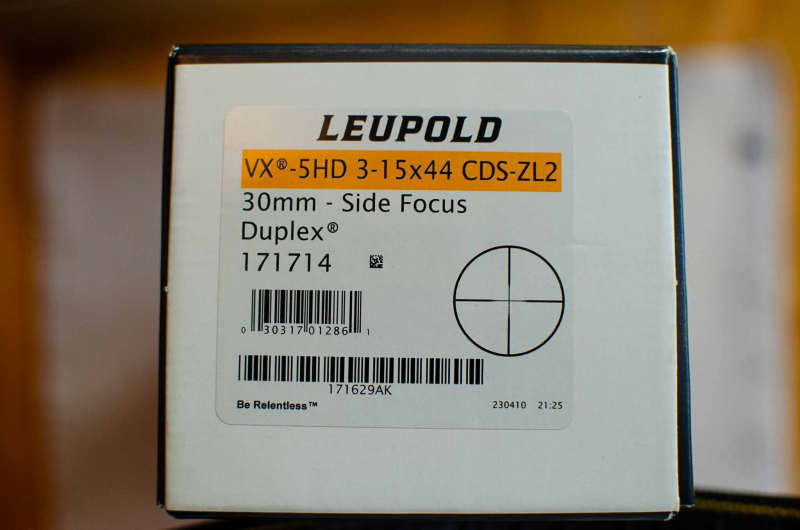 LEUPOLD
VX®-5HD 3-15x44 CDS-ZL2
30mm - Side Focus
Duplex®
171714
0 30317 01286 1
171629AK
Be Relentless™
230410 21:25